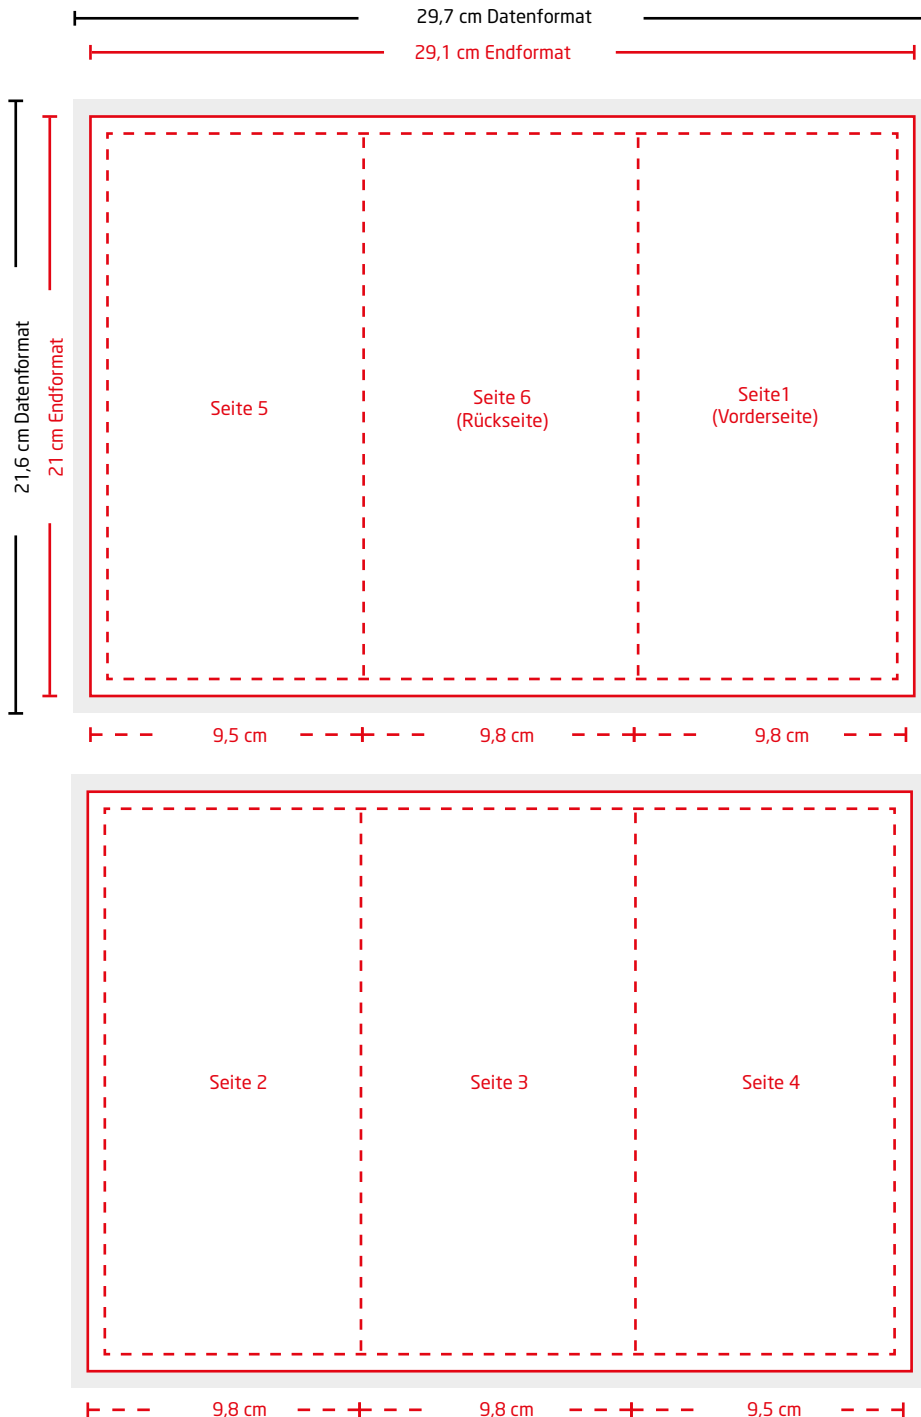 29,7 cm Datenformat
29,1 cm Endformat
21,6 cm Datenformat
21 cm Endformat
Seite 5
Seite 6
(Rückseite)
Seite1
(Vorderseite)
9,5 cm
9,8 cm
9,8 cm
Seite 2
Seite 3
Seite 4
9,8 cm
9,8 cm
9,5 cm